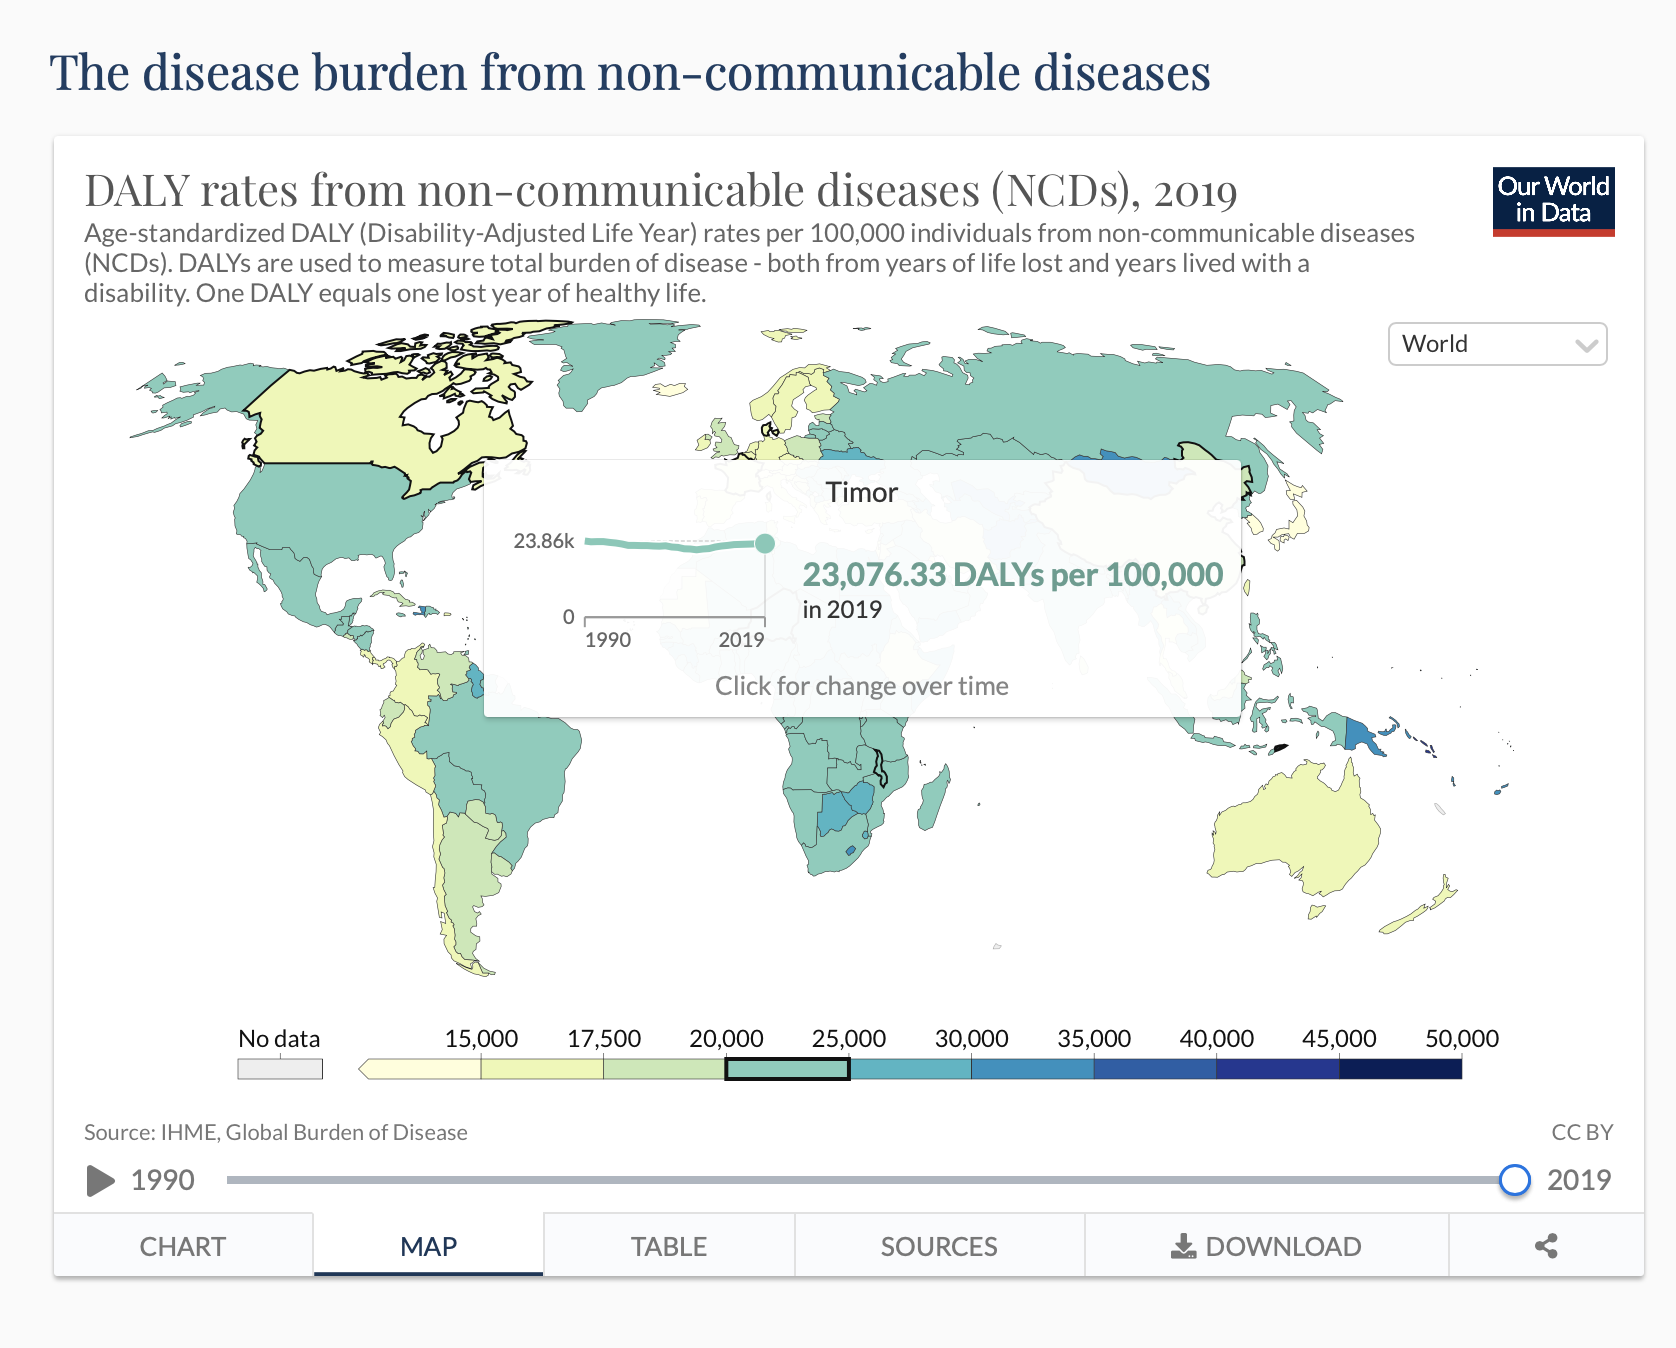 The disease burden from non-communicable diseases
DALY rates from non-communicable diseases (NCDs), 2019
Our World
in Data
Age-standardized DALY (Disability-Adjusted Life Year) rates per 100,000 individuals from non-communicable diseases
(NCDs). DALYs are used to measure total burden of disease - both from years of life lost and years lived with a
disability. One DALY equals one lost year of healthy life.
World
Timor
23.86k
0
1990
2019
23,076.33 DALYs per 100,000
in 2019
Click for change over time
No data
15,000
17,500
20,000
25,000
30,000
35,000
40,000
45,000
50,000
Source: IHME, Global Burden of Disease
CC BY
1990
2019
CHART
MAP
TABLE
SOURCES
DOWNLOAD